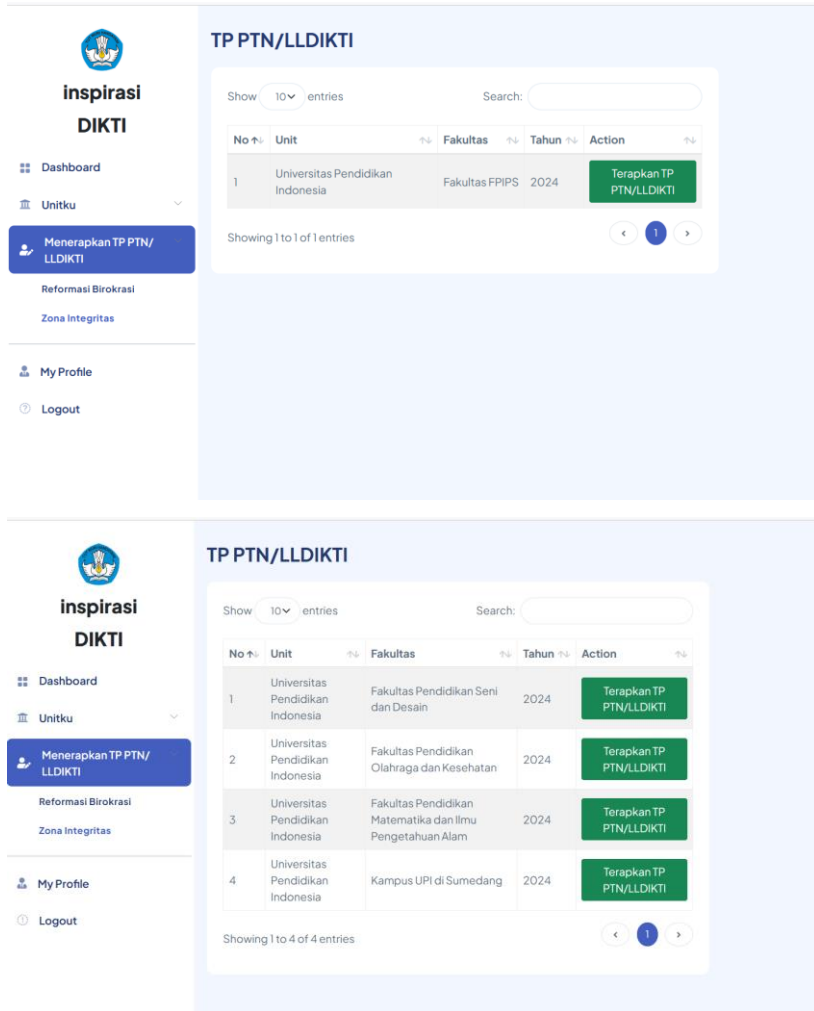 inspirasi
DIKTI
Dashboard
Unitku
Menerapkan TP PTN/
LLDIKTI
Reformasi Birokrasi
Zona Integritas
My Profile
Logout
TP PTN/LLDIKTI
Show 10 entries Search:
No Unit Fakultas Tahun Action
1 Universitas Pendidikan
Indonesia Fakultas FPIPS 2024 Terapkan TP
PTN/LLDIKTI
Showing 1 to 1 of 1 entries 1
inspirasi
DIKTI
Dashboard
Unitku
Menerapkan TP PTN/
LLDIKTI
Reformasi Birokrasi
Zona Integritas
My Profile
Logout
TP PTN/LLDIKTI
Show 10 entries Search:
No Unit Fakultas Tahun Action
1 Universitas
Pendidikan
Indonesia Fakultas Pendidikan Seni
dan Desain 2024 Terapkan TP
PTN/LLDIKTI
2 Universitas
Pendidikan
Indonesia Fakultas Pendidikan
Olahraga dan Kesehatan 2024 Terapkan TP
PTN/LLDIKTI
3 Universitas
Pendidikan
Indonesia Fakultas Pendidikan
Matematika dan Ilmu
Pengetahuan Alam 2024 Terapkan TP
PTN/LLDIKTI
4 Universitas
Pendidikan
Indonesia Kampus UPI di Sumedang 2024 Terapkan TP
PTN/LLDIKTI
Showing 1 to 4 of 4 entries 1